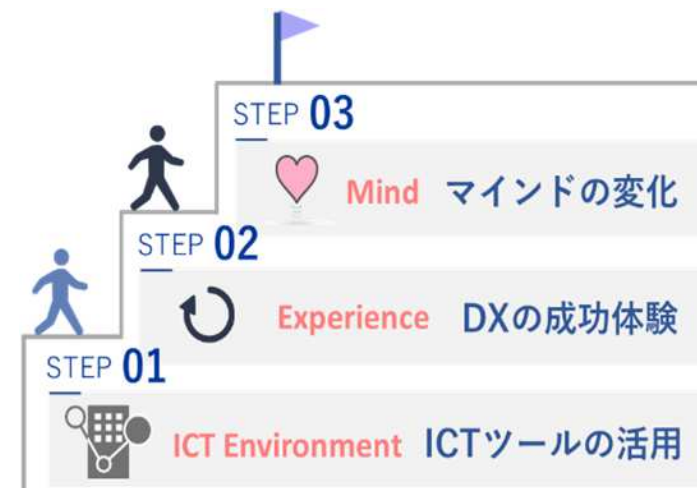 STEP 03
Mind マインドの変化
STEP 02
Experience DXの成功体験
STEP 01
ICT Environment ICTツールの活用